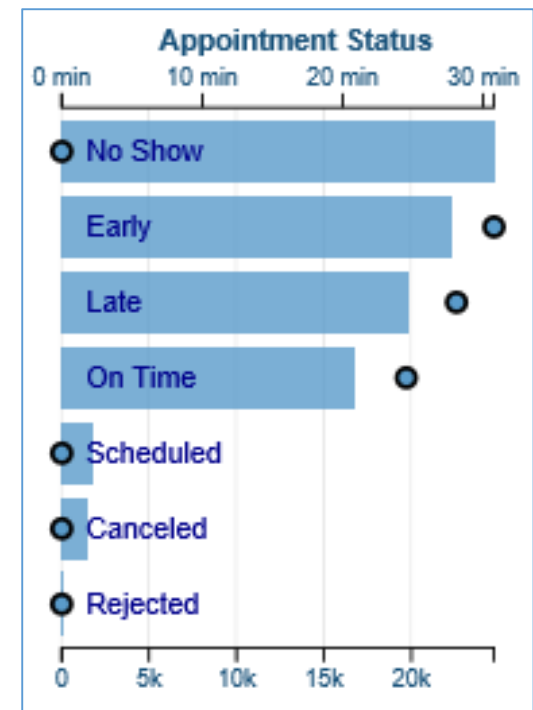 Appointment Status
0 min 10 min 20 min 30 min
No Show
Early
Late
On Time
Scheduled
Canceled
Rejected
0 5k 10k 15k 20k